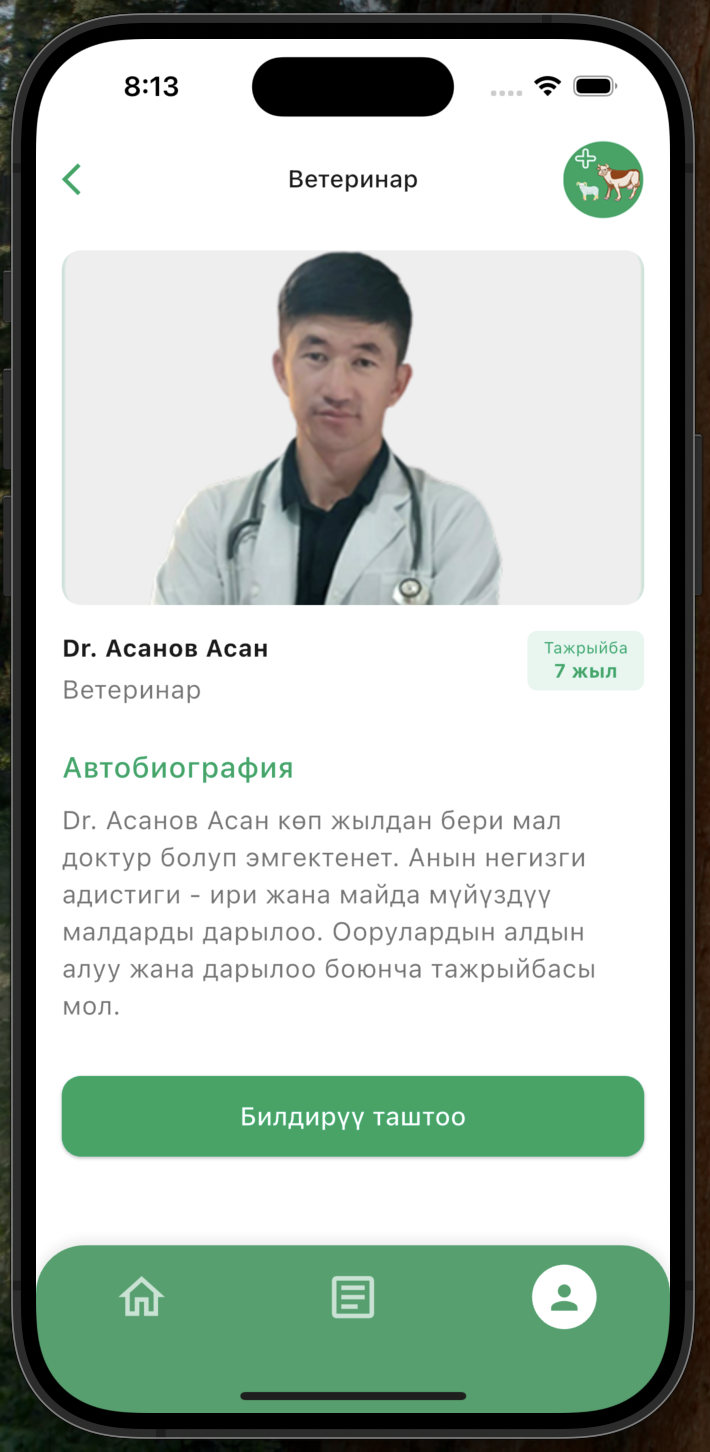 8:13
Ветеринар
Dr. Асанов Асан
Ветеринар
Тажрыйба
7 жыл
Автобиография
Dr. Асанов Асан көп жылдан бери мал
доктур болуп эмгектенет. Анын негизги
адистиги - ири жана майда мүйүздүү
малдарды дарылоо. Оорулардын алдын
алуу жана дарылоо боюнча тажрыйбасы
мол.
Билдирүү таштоо